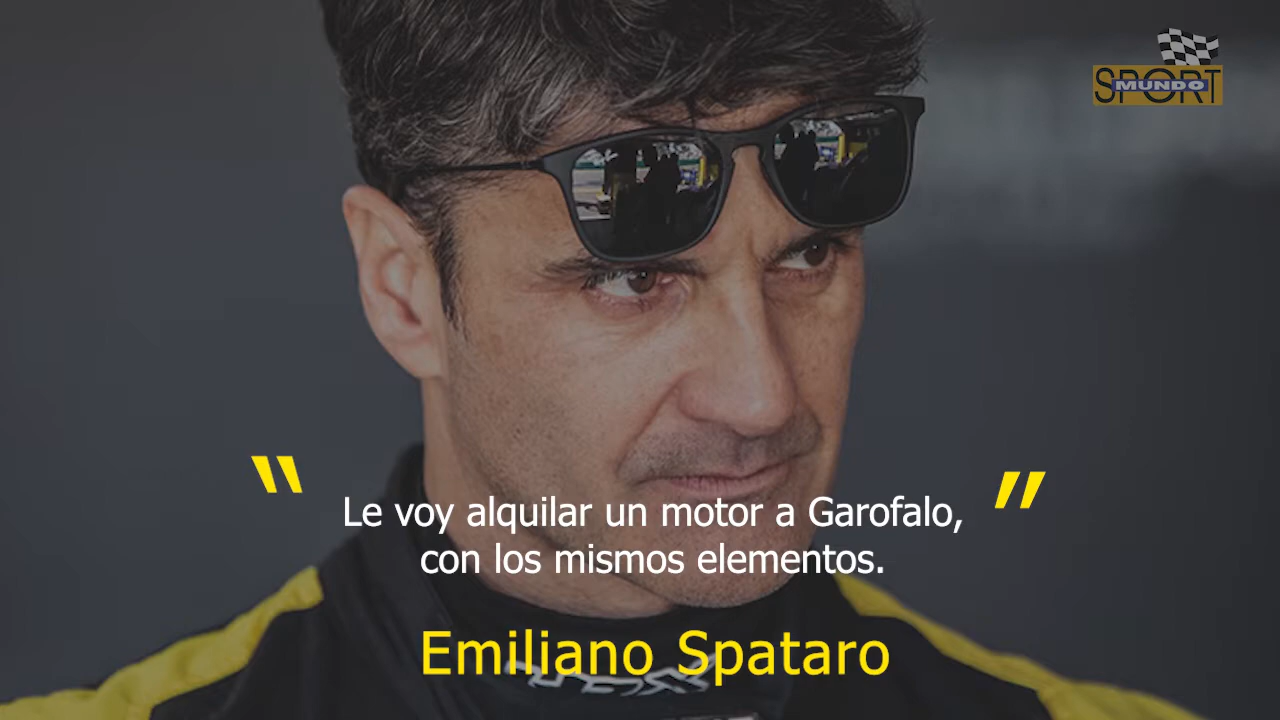 SPORT
MUNDO
“ Le voy alquilar un motor a Garofalo, ”
con los mismos elementos.
Emiliano Spataro